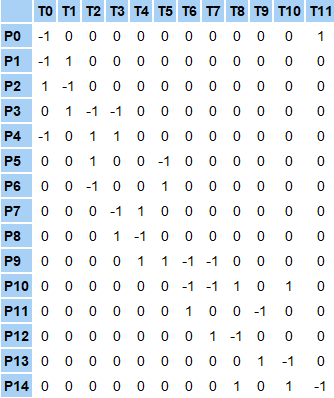 T0 T1 T2 T3 T4 T5 T6 T7 T8 T9 T10 T11
P0 -1 0 0 0 0 0 0 0 0 0 0 1
P1 -1 1 0 0 0 0 0 0 0 0 0 0
P2 1 -1 0 0 0 0 0 0 0 0 0 0
P3 0 1 -1 -1 0 0 0 0 0 0 0 0
P4 -1 0 1 1 0 0 0 0 0 0 0 0
P5 0 0 1 0 0 -1 0 0 0 0 0 0
P6 0 0 -1 0 0 1 0 0 0 0 0 0
P7 0 0 0 -1 1 0 0 0 0 0 0 0
P8 0 0 0 1 -1 0 0 0 0 0 0 0
P9 0 0 0 0 1 1 -1 -1 0 0 0 0
P10 0 0 0 0 0 0 -1 -1 1 0 1 0
P11 0 0 0 0 0 0 1 0 0 -1 0 0
P12 0 0 0 0 0 0 0 1 -1 0 0 0
P13 0 0 0 0 0 0 0 0 0 1 -1 0
P14 0 0 0 0 0 0 0 0 1 0 1 -1